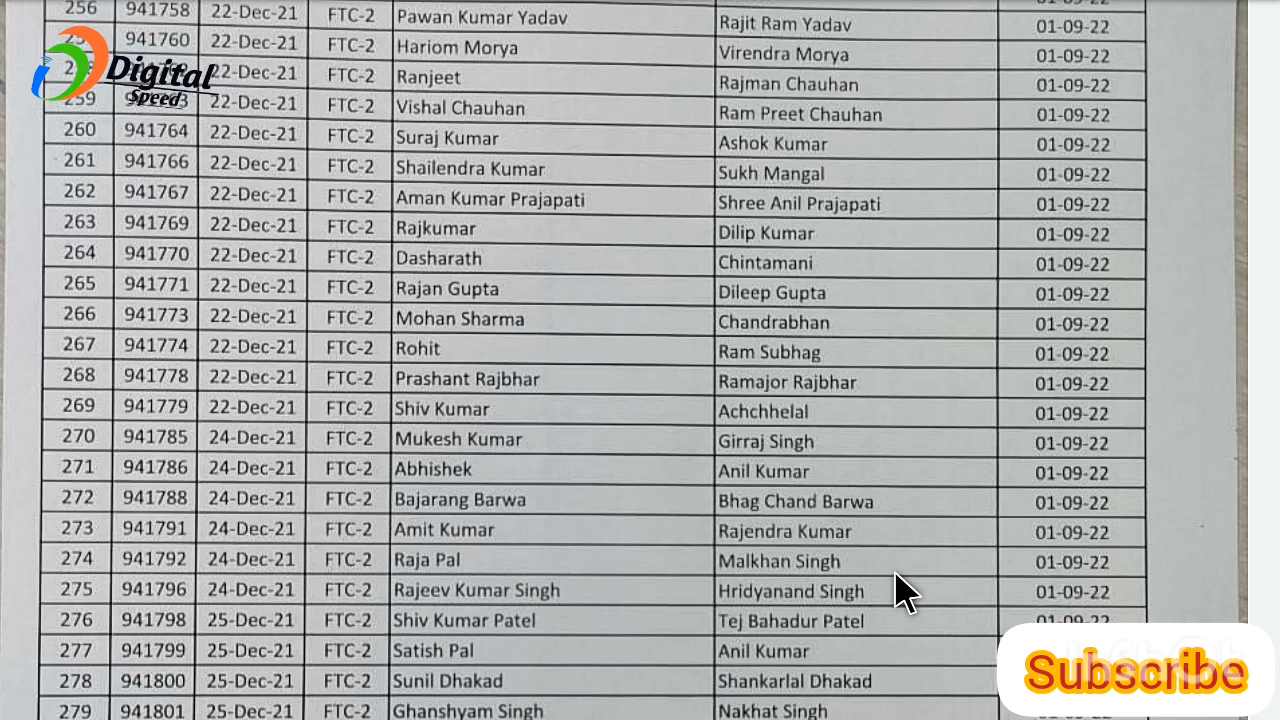 256 941758 22-Dec-21 FTC-2 Pawan Kumar Yadav Rajit Ram Yadav 01-09-22
941760 22-Dec-21 FTC-2 Hariom Morya Virendra Morya 01-09-22
22-Dec-21 FTC-2 Ranjeet Rajman Chauhan 01-09-22
Digital
Speed
259 22-Dec-21 FTC-2 Vishal Chauhan Ram Preet Chauhan 01-09-22
260 941764 22-Dec-21 FTC-2 Suraj Kumar Ashok Kumar 01-09-22
261 941766 22-Dec-21 FTC-2 Shailendra Kumar Sukh Mangal 01-09-22
262 941767 22-Dec-21 FTC-2 Aman Kumar Prajapati Shree Anil Prajapati 01-09-22
263 941769 22-Dec-21 FTC-2 Rajkumar Dilip Kumar 01-09-22
264 941770 22-Dec-21 FTC-2 Dasharath Chintamani 01-09-22
265 941771 22-Dec-21 FTC-2 Rajan Gupta Dileep Gupta 01-09-22
266 941773 22-Dec-21 FTC-2 Mohan Sharma Chandrabhan 01-09-22
267 941774 22-Dec-21 FTC-2 Rohit Ram Subhag 01-09-22
268 941778 22-Dec-21 FTC-2 Prashant Rajbhar Ramajor Rajbhar 01-09-22
269 941779 22-Dec-21 FTC-2 Shiv Kumar Achchhelal 01-09-22
270 941785 24-Dec-21 FTC-2 Mukesh Kumar Girraj Singh 01-09-22
271 941786 24-Dec-21 FTC-2 Abhishek Anil Kumar 01-09-22
272 941788 24-Dec-21 FTC-2 Bajarang Barwa Bhag Chand Barwa 01-09-22
273 941791 24-Dec-21 FTC-2 Amit Kumar Rajendra Kumar 01-09-22
274 941792 24-Dec-21 FTC-2 Raja Pal Malkhan Singh 01-09-22
275 941796 24-Dec-21 FTC-2 Rajeev Kumar Singh Hridyanand Singh 01-09-22
276 941798 25-Dec-21 FTC-2 Shiv Kumar Patel Tej Bahadur Patel 01-09-22
277 941799 25-Dec-21 FTC-2 Satish Pal Anil Kumar
278 941800 25-Dec-21 FTC-2 Sunil Dhakad Shankarlal Dhakad
279 941801 25-Dec-21 FTC-2 Ghanshyam Singh Nakhat Singh
Subscribe